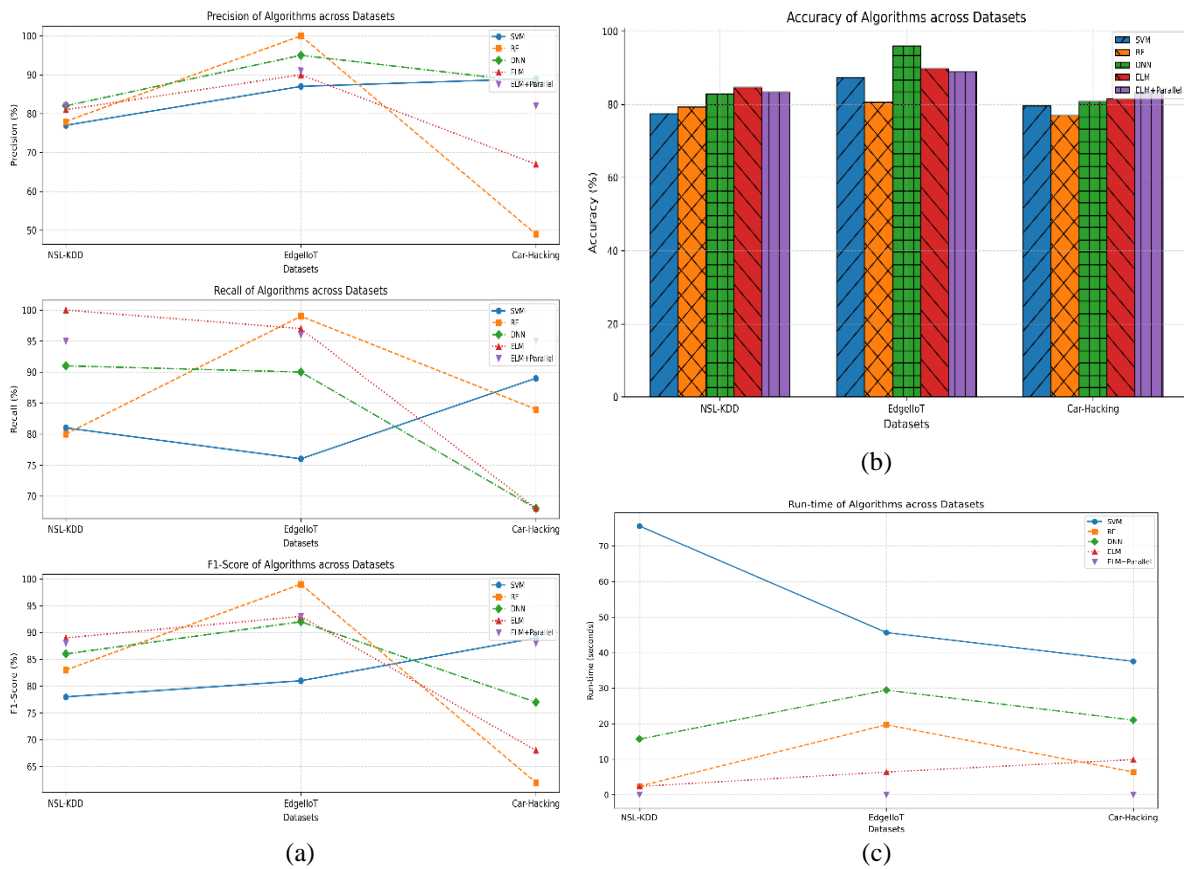 Precision of Algorithms across Datasets
Precision (%)
100
90
80
70
60
50
SVM
RF
DNN
ELM
ELM+Parallel
NSL-KDD
EdgeIIoT
Car-Hacking
Datasets
Recall of Algorithms across Datasets
Recall (%)
100
95
90
85
80
75
70
SVM
RF
DNN
ELM
ELM+Parallel
NSL-KDD
EdgeIIoT
Car-Hacking
Datasets
F1-Score of Algorithms across Datasets
F1-Score (%)
100
95
90
85
80
75
70
65
SVM
RF
DNN
ELM
ELM+Parallel
NSL-KDD
EdgeIIoT
Car-Hacking
Datasets
(a)
Accuracy of Algorithms across Datasets
Accuracy (%)
100
80
60
40
20
0
SVM
RF
DNN
ELM
ELM+Parallel
NSL-KDD
EdgeIIoT
Car-Hacking
Datasets
(b)
Run-time of Algorithms across Datasets
Run-time (seconds)
70
60
50
40
30
20
10
0
SVM
RF
DNN
ELM
ELM+Parallel
NSL-KDD
EdgeIIoT
Car-Hacking
Datasets
(c)